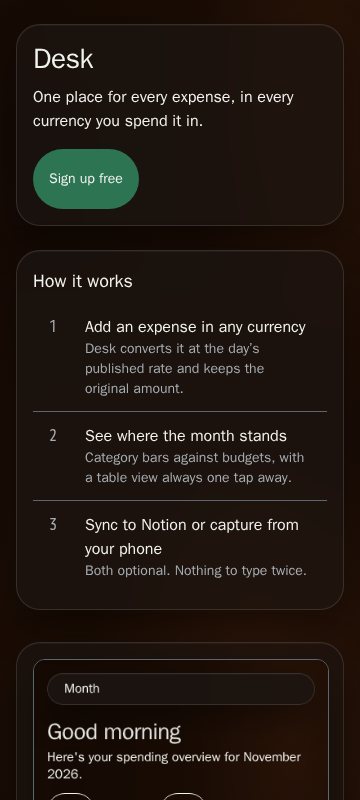 Desk
One place for every expense, in every
currency you spend it in.
Sign up free
How it works
1
Add an expense in any currency
Desk converts it at the day's
published rate and keeps the
original amount.
2
See where the month stands
Category bars against budgets, with
a table view always one tap away.
3
Sync to Notion or capture from
your phone
Both optional. Nothing to type twice.
Month
Good morning
Here's your spending overview for November
2026.